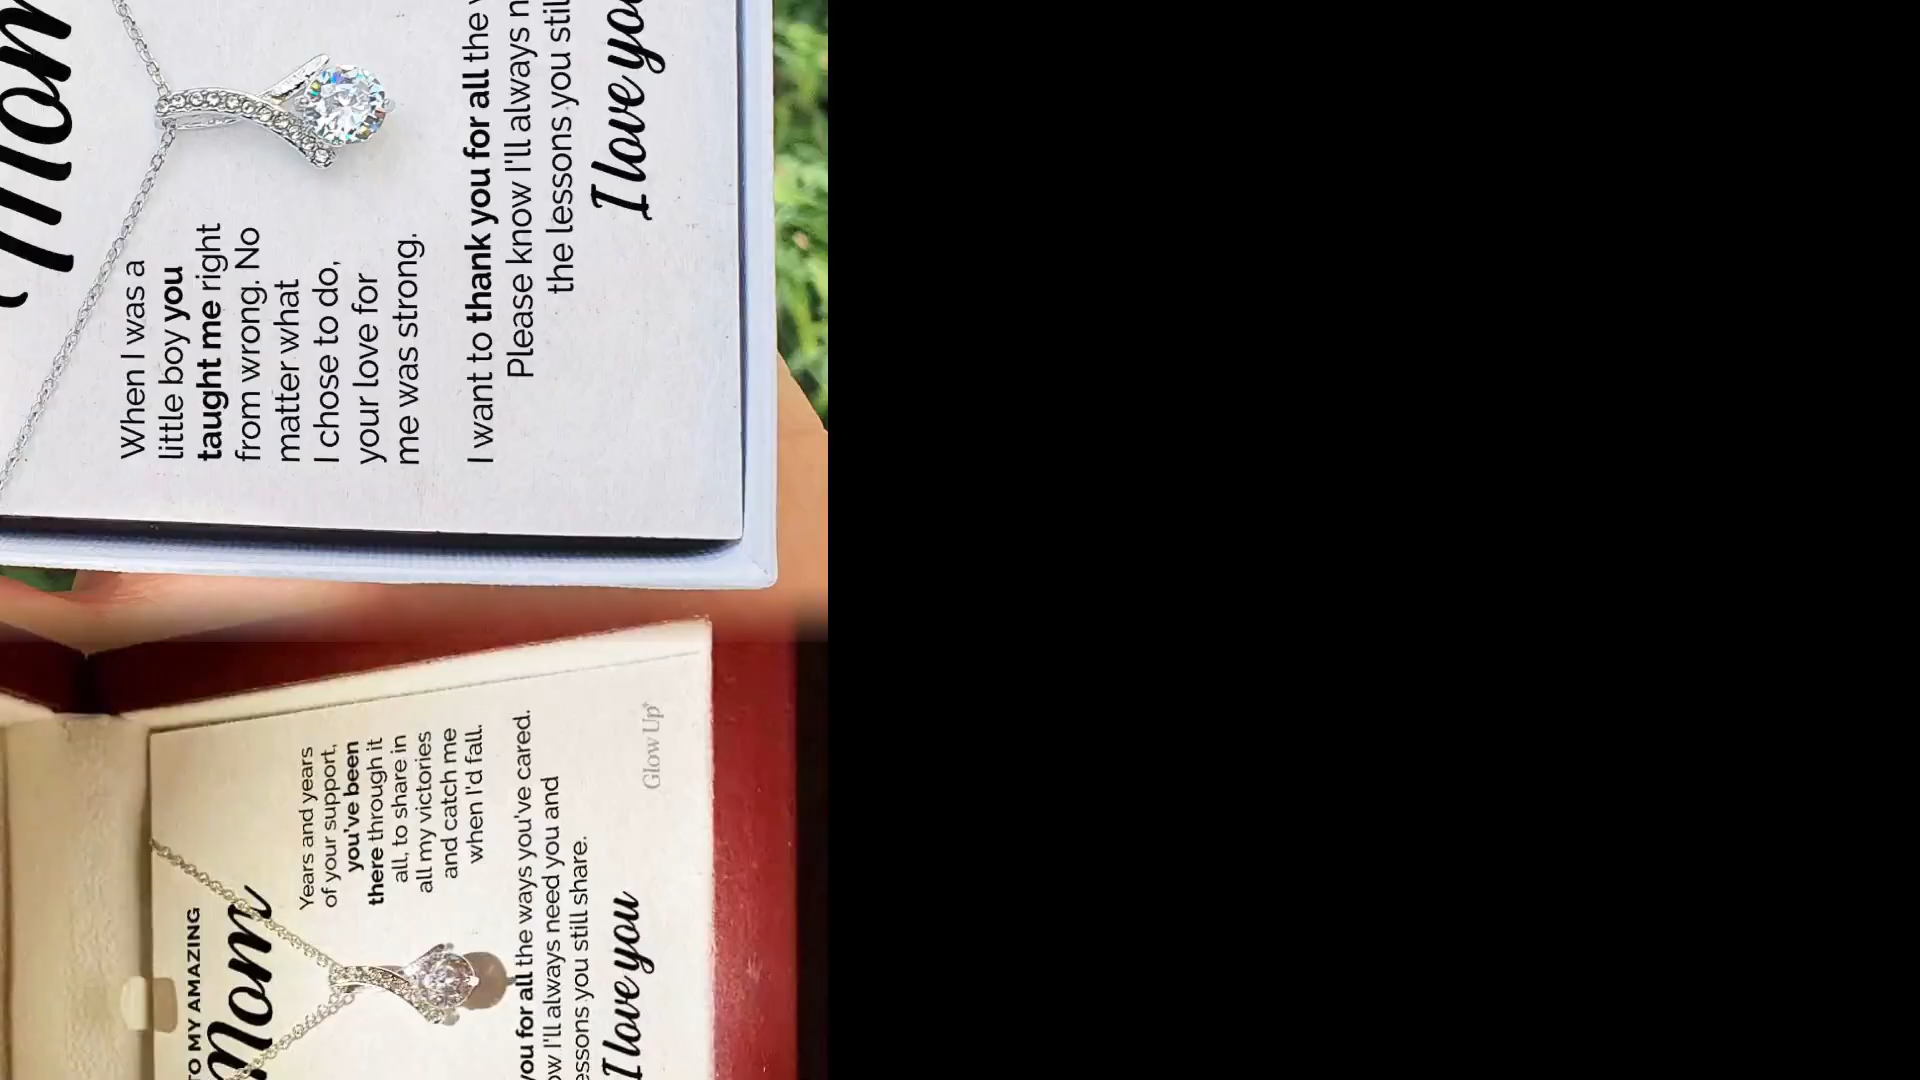 Mom
When I was a
little boy you
taught me right
from wrong. No
matter what
I chose to do,
your love for
me was strong.
I want to thank you for all the
Please know I'll always
the lessons you still
I love you
TO MY AMAZING
Mom
Years and years
of your support,
you've been
there through it
all, to share in
all my victories
and catch me
when I'd fall.
you for all the ways you've cared.
I'll always need you and
you still share.
I love you
Glow Up